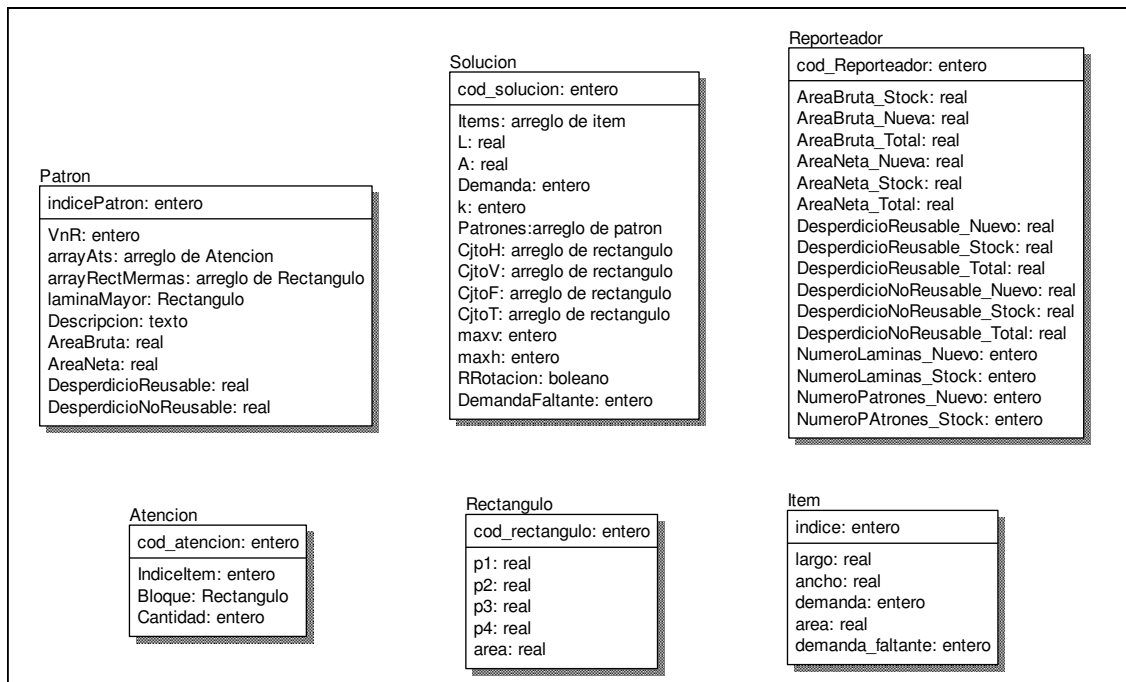 Patron
indicePatron: entero
VnR: entero
arrayAts: arreglo de Atencion
arrayRectMermas: arreglo de Rectangulo
laminaMayor: Rectangulo
Descripcion: texto
AreaBruta: real
AreaNeta: real
DesperdicioReusable: real
DesperdicioNoReusable: real
Solucion
cod_solucion: entero
Items: arreglo de item
L: real
A: real
Demanda: entero
k: entero
Patrones:arreglo de patron
CjtoH: arreglo de rectangulo
CjtoV: arreglo de rectangulo
CjtoF: arreglo de rectangulo
CjtoT: arreglo de rectangulo
maxv: entero
maxh: entero
RRotacion: boleano
DemandaFaltante: entero
Reporteador
cod_Reporteador: entero
AreaBruta_Stock: real
AreaBruta_Nueva: real
AreaBruta_Total: real
AreaNeta_Nueva: real
AreaNeta_Stock: real
AreaNeta_Total: real
DesperdicioReusable_Nuevo: real
DesperdicioReusable_Stock: real
DesperdicioReusable_Total: real
DesperdicioNoReusable_Nuevo: real
DesperdicioNoReusable_Stock: real
DesperdicioNoReusable_Total: real
NumeroLaminas_Nuevo: entero
NumeroLaminas_Stock: entero
NumeroPatrones_Nuevo: entero
NumeroPAtrones_Stock: entero
Atencion
cod_atencion: entero
IndiceItem: entero
Bloque: Rectangulo
Cantidad: entero
Rectangulo
cod_rectangulo: entero
p1: real
p2: real
p3: real
p4: real
area: real
Item
indice: entero
largo: real
ancho: real
demanda: entero
area: real
demanda_faltante: entero